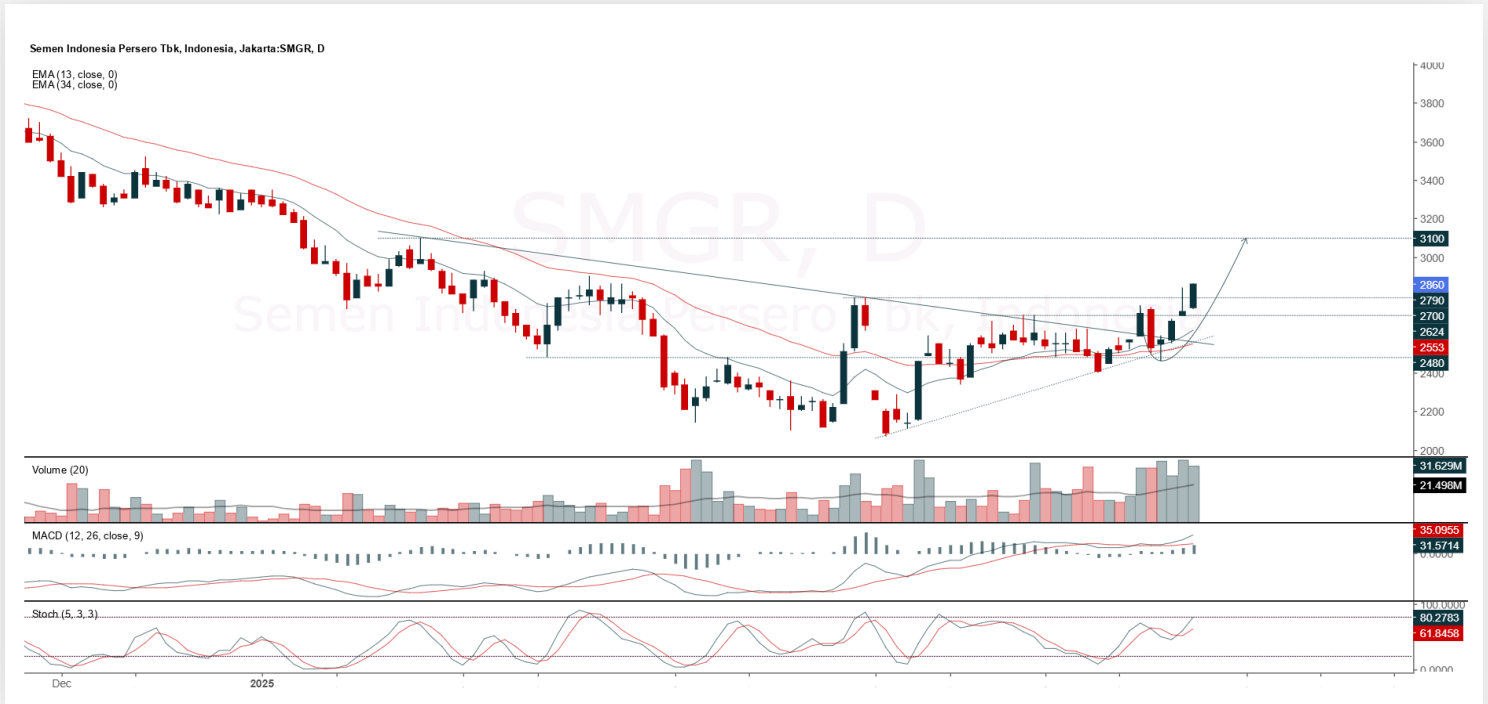 Semen Indonesia Persero Tbk, Indonesia, Jakarta:SMGR, D
EMA (13, close, 0)
EMA (34, close, 0)
SMGR, D
Semen Indonesia Persero Tbk, Indonesia
4000
3800
3600
3400
3200
3100
3000
2860
2790
2700
2624
2553
2480
2400
2200
2000
Volume (20)
31.629M
21.498M
MACD (12, 26, close, 9)
35.0955
31.5714
0.0000
Stoch (5, 3, 3)
100.0000
80.2783
61.8458
0.0000
Dec
2025